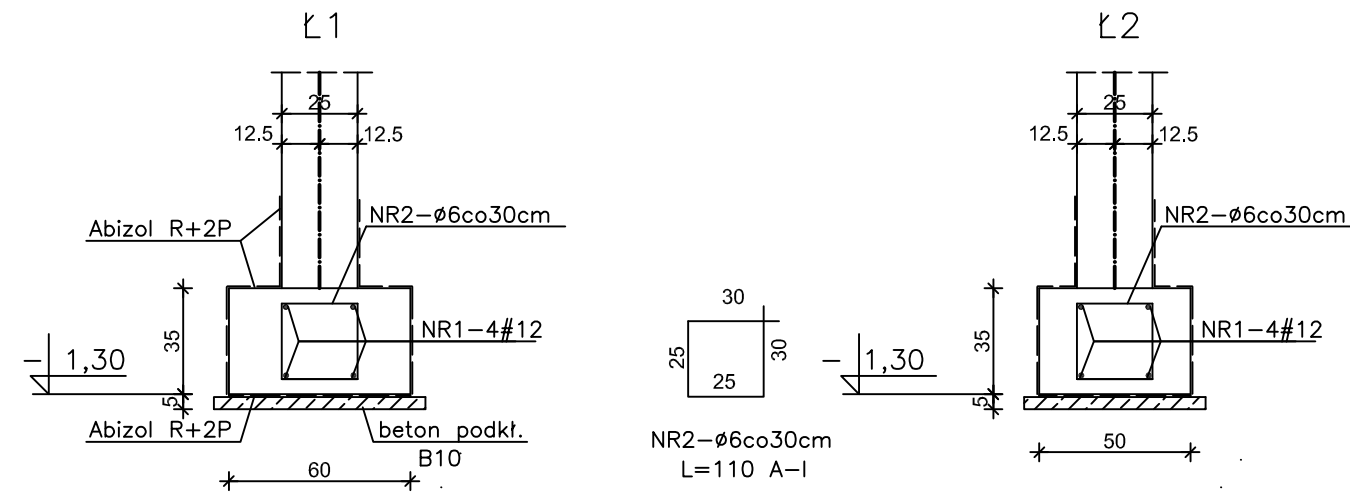 Ł1
25
12.5
12.5
NR2-ø6co30cm
Abizol R+2P
35
NR1-4#12
- 1,30
5
Abizol R+2P
beton podkł.
B10
60
30
25
30
25
NR2-ø6co30cm
L=110 A-I
Ł2
25
12.5
12.5
NR2-ø6co30cm
35
NR1-4#12
- 1,30
5
50